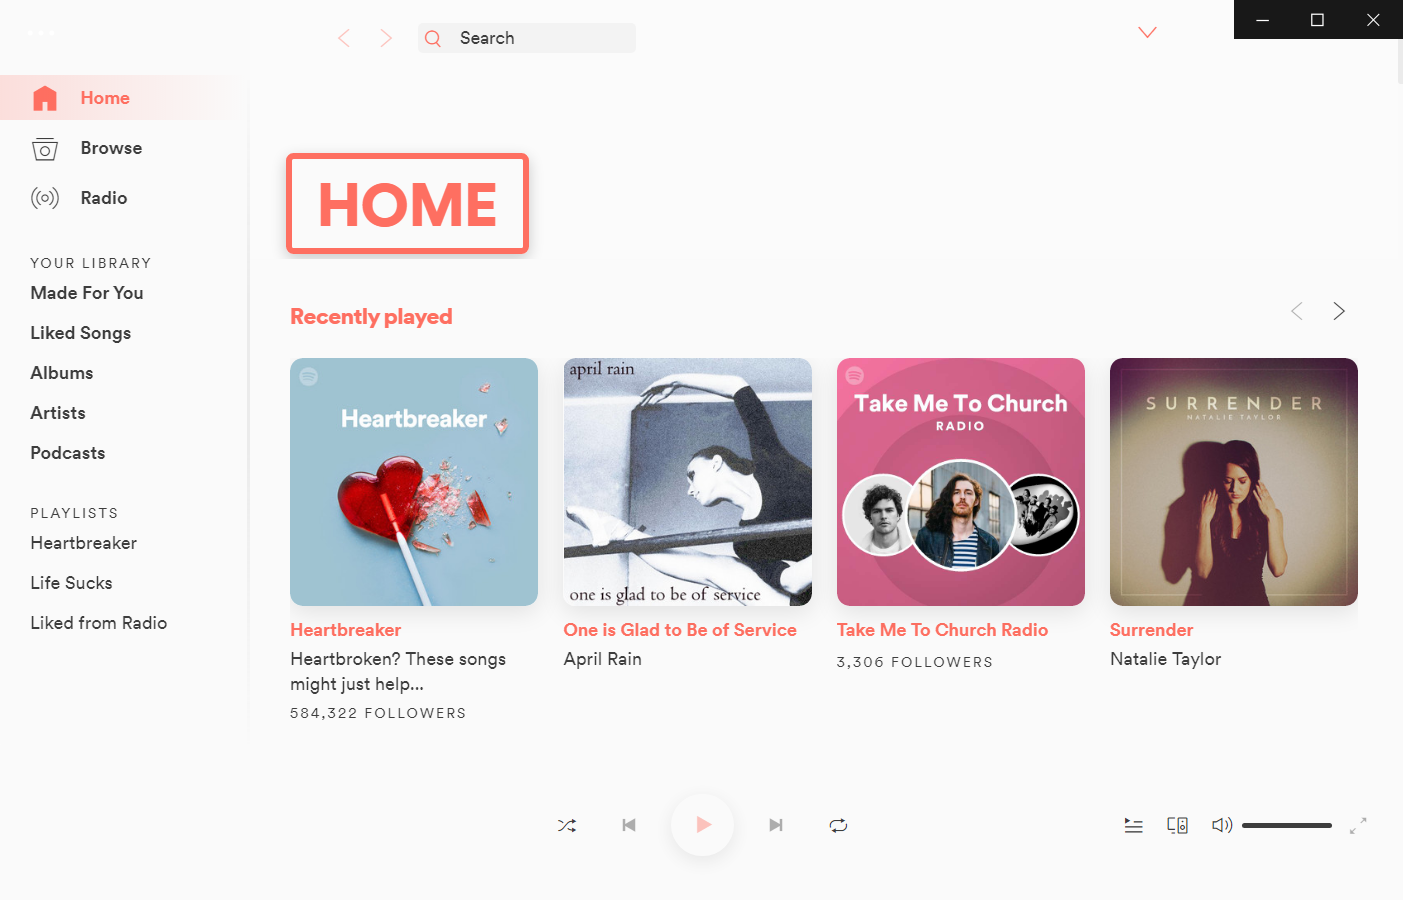 Search
Home
Browse
Radio
YOUR LIBRARY
Made For You
Liked Songs
Albums
Artists
Podcasts
PLAYLISTS
Heartbreaker
Life Sucks
Liked from Radio
HOME
Recently played
Heartbreaker
april rain
one is glad to be of service
Take Me To Church
RADIO
SURRENDER
NATALIE TAYLOR
Heartbreaker
Heartbroken? These songs
might just help...
584,322 FOLLOWERS
One is Glad to Be of Service
April Rain
Take Me To Church Radio
3,306 FOLLOWERS
Surrender
Natalie Taylor